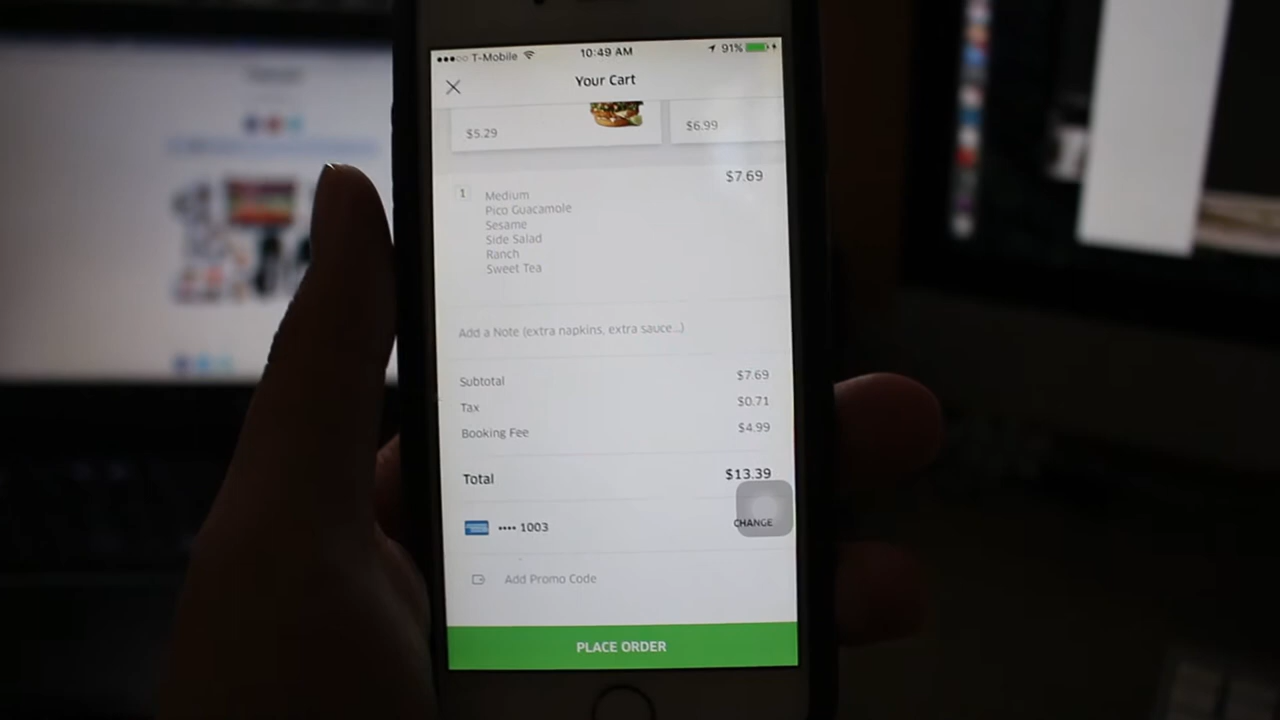 ●●●○○ T-Mobile 10:49 AM 91%
Your Cart
$5.29 $6.99
1 $7.69
Medium
Pico Guacamole
Sesame
Side Salad
Ranch
Sweet Tea
Add a Note (extra napkins, extra sauce...)
Subtotal $7.69
Tax $0.71
Booking Fee $4.99
Total $13.39
•••• 1003 CHANGE
Add Promo Code
PLACE ORDER